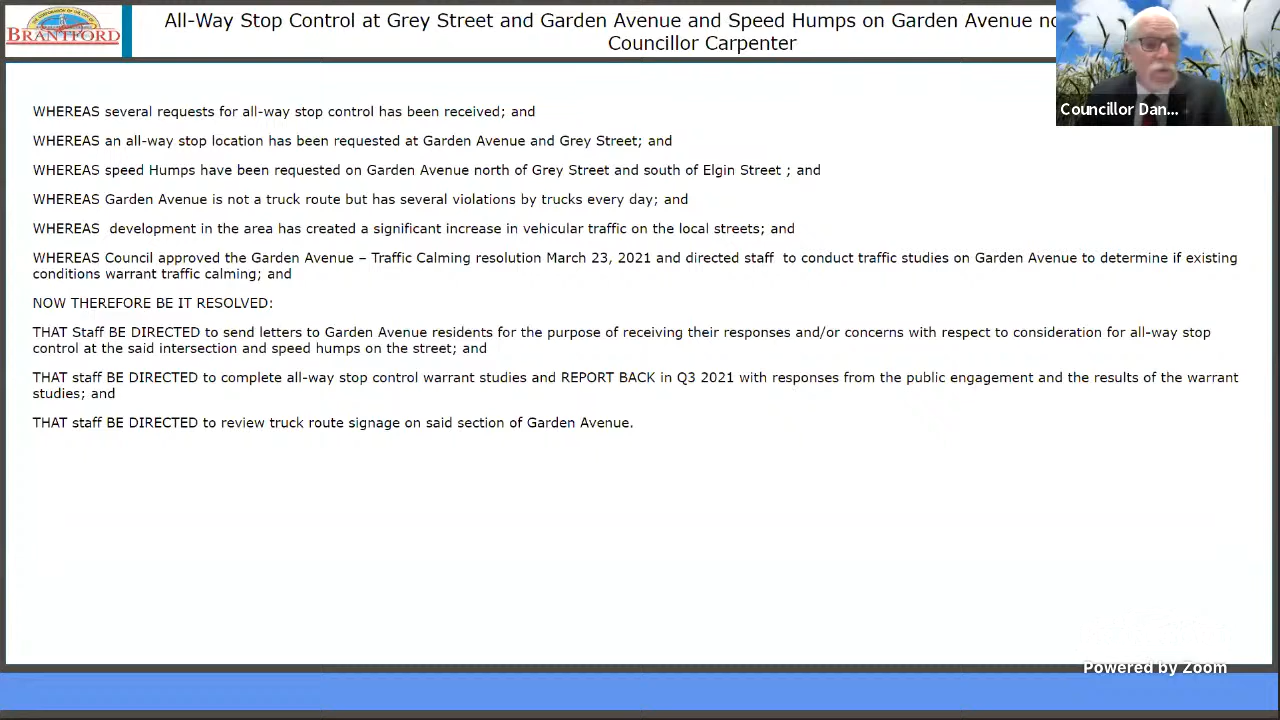 BRANTFORD
All-Way Stop Control at Grey Street and Garden Avenue and Speed Humps on Garden Avenue
Councillor Carpenter
Councillor Dan...
WHEREAS several requests for all-way stop control has been received; and
WHEREAS an all-way stop location has been requested at Garden Avenue and Grey Street; and
WHEREAS speed Humps have been requested on Garden Avenue north of Grey Street and south of Elgin Street ; and
WHEREAS Garden Avenue is not a truck route but has several violations by trucks every day; and
WHEREAS  development in the area has created a significant increase in vehicular traffic on the local streets; and
WHEREAS Council approved the Garden Avenue – Traffic Calming resolution March 23, 2021 and directed staff  to conduct traffic studies on Garden Avenue to determine if existing
conditions warrant traffic calming; and
NOW THEREFORE BE IT RESOLVED:
THAT Staff BE DIRECTED to send letters to Garden Avenue residents for the purpose of receiving their responses and/or concerns with respect to consideration for all-way stop
control at the said intersection and speed humps on the street; and
THAT staff BE DIRECTED to complete all-way stop control warrant studies and REPORT BACK in Q3 2021 with responses from the public engagement and the results of the warrant
studies; and
THAT staff BE DIRECTED to review truck route signage on said section of Garden Avenue.
Powered by Zoom